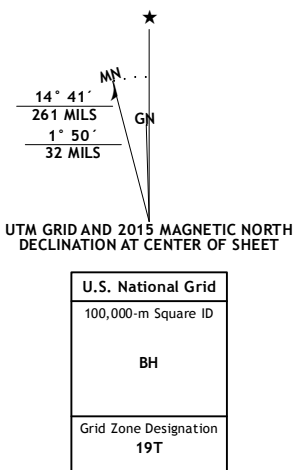 ★
MN
GN
14° 41´
261 MILS
1° 50´
32 MILS
UTM GRID AND 2015 MAGNETIC NORTH
DECLINATION AT CENTER OF SHEET
U.S. National Grid
100,000-m Square ID
BH
Grid Zone Designation
19T